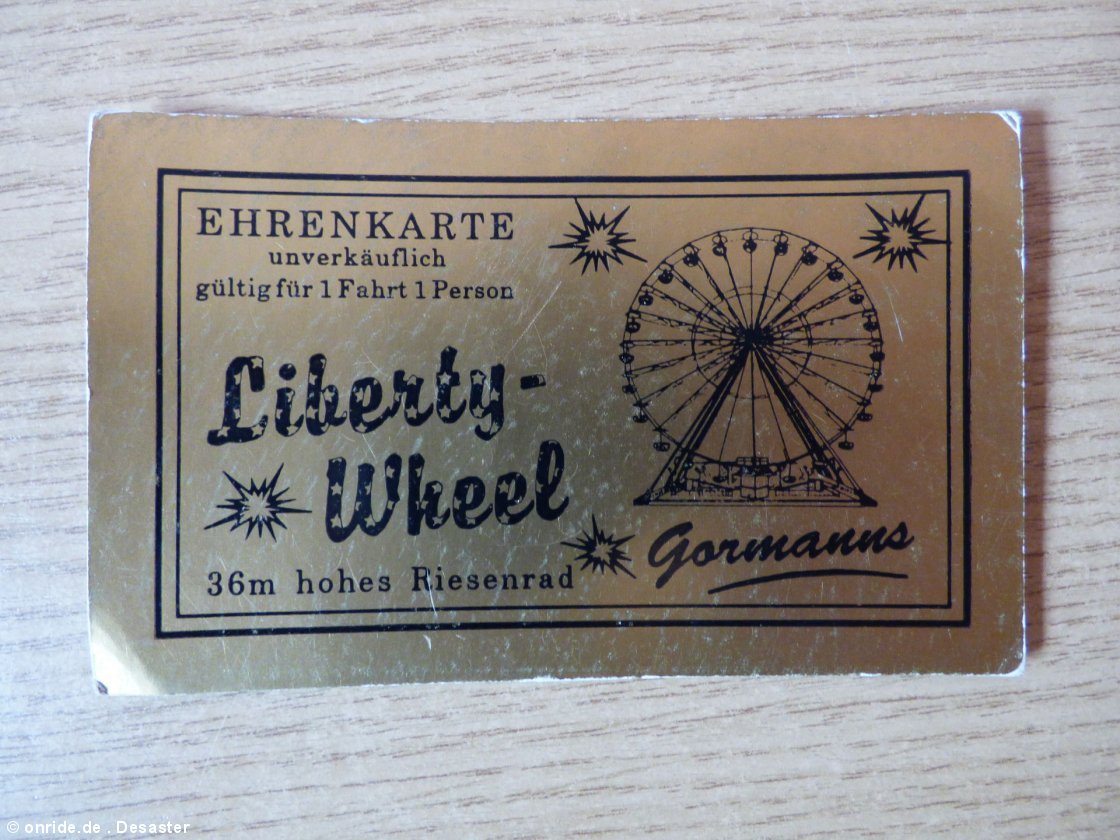 EHRENKARTE
unverkäuflich
gültig für 1 Fahrt 1 Person
Liberty-
Wheel
Gormanns
36m hohes Riesenrad
© onride.de . Desaster